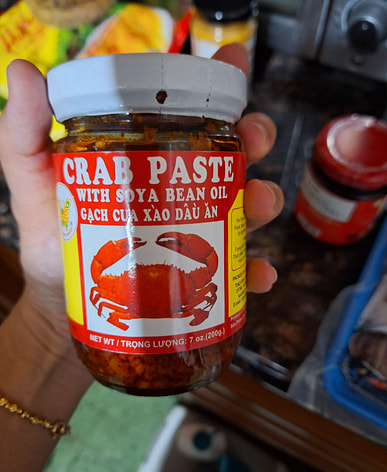 CRAB PASTE
WITH SOYA BEAN OIL
GẠCH CUA XÀO DẦU ĂN
NET WT / TRỌNG LƯỢNG: 7 oz.(200g.)